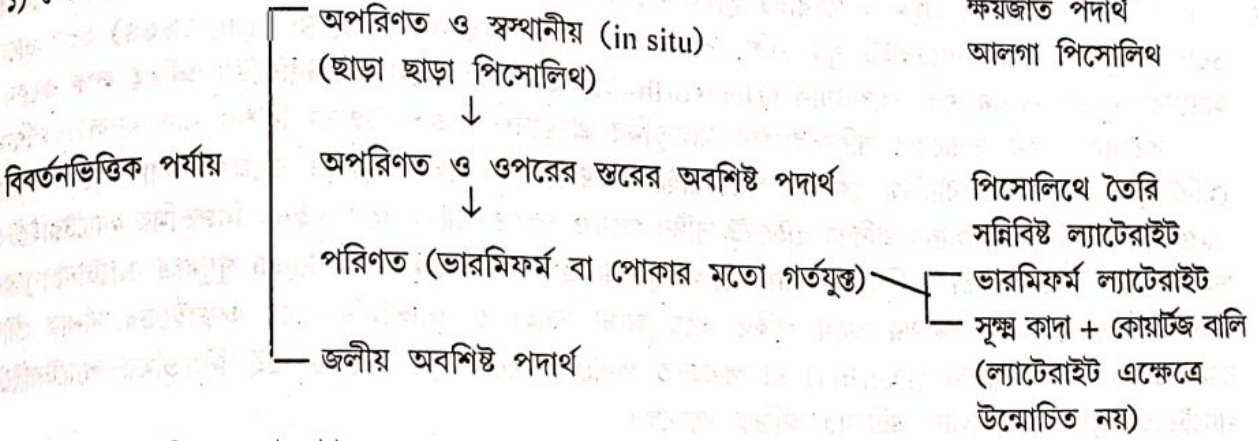 ক্ষয়জাত পদার্থ
অপরিণত ও স্বস্থানীয় (in situ)
আলগা পিসোলিথ
(ছাড়া ছাড়া পিসোলিথ)
↓
বিবর্তনভিত্তিক পর্যায়
অপরিণত ও ওপরের স্তরের অবশিষ্ট পদার্থ
পিসোলিথে তৈরি
↓
সন্নিবিষ্ট ল্যাটেরাইট
পরিণত (ভারমিফর্ম বা পোকার মতো গর্তযুক্ত)
ভারমিফর্ম ল্যাটেরাইট
সূক্ষ্ম কাদা + কোয়ার্টজ বালি
জলীয় অবশিষ্ট পদার্থ
(ল্যাটেরাইট এক্ষেত্রে
উন্মোচিত নয়)